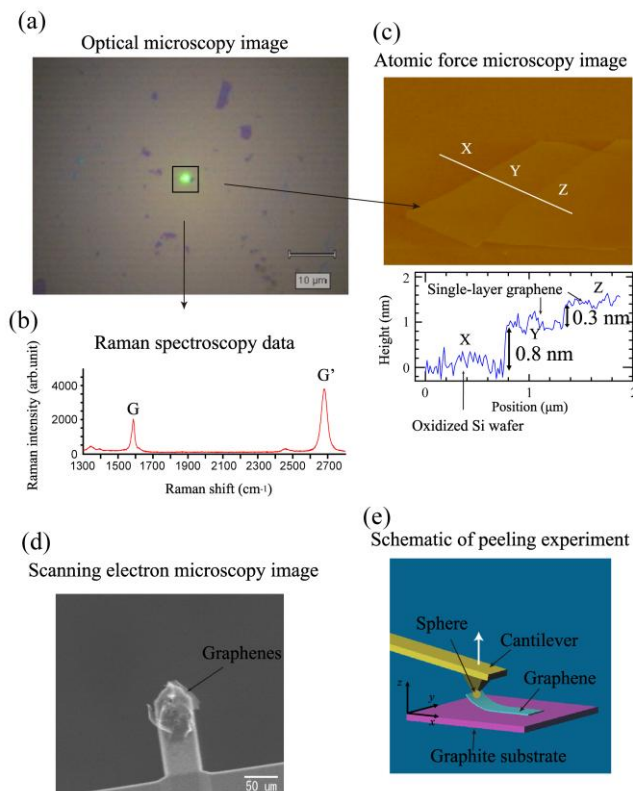 (a)
Optical microscopy image
10 μm
(b)
Raman spectroscopy data
Raman intensity (arb.unit)
4000
2000
0
G
G’
1300 1500 1700 1900 2100 2300 2500 2700
Raman shift (cm-1)
(c)
Atomic force microscopy image
X
Y
Z
Height (nm)
2
1
0
Single-layer graphene
X
Y
Z
0.8 nm
0.3 nm
0 1 2
Position (μm)
Oxidized Si wafer
(d)
Scanning electron microscopy image
Graphenes
50 μm
(e)
Schematic of peeling experiment
Sphere
Cantilever
Graphene
z
y
x
Graphite substrate